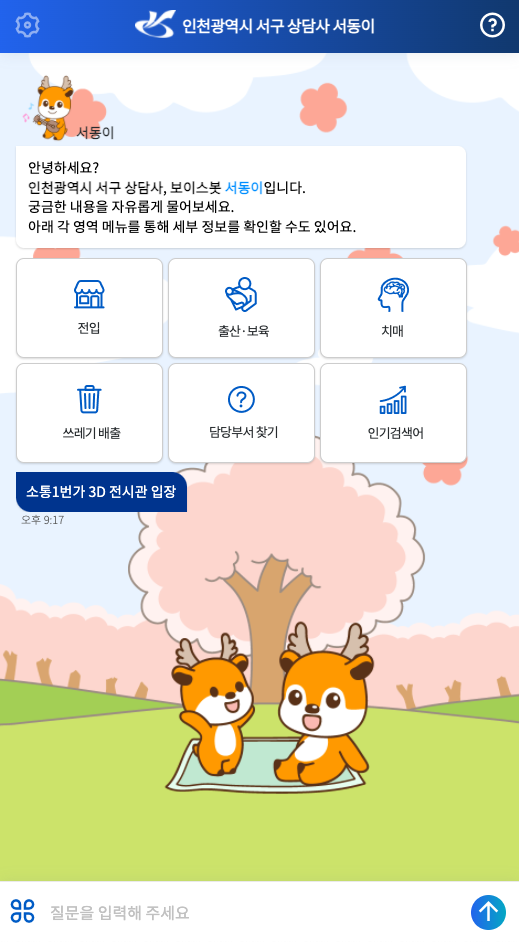 인천광역시 서구 상담사 서동이
서동이
안녕하세요?
인천광역시 서구 상담사, 보이스봇 서동이입니다.
궁금한 내용을 자유롭게 물어보세요.
아래 각 영역 메뉴를 통해 세부 정보를 확인할 수도 있어요.
전입
출산·보육
치매
쓰레기 배출
담당부서 찾기
인기검색어
소통1번가 3D 전시관 입장
오후 9:17
질문을 입력해 주세요